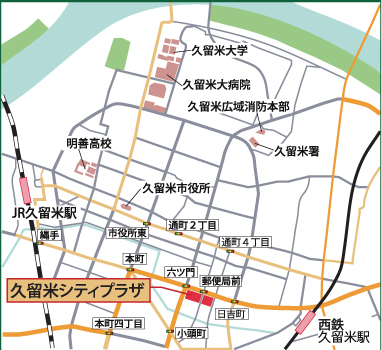 久留米大学
久留米大病院
久留米広域消防本部
明善高校
久留米署
久留米市役所
JR久留米駅
市役所東
通町2丁目
縄手
通町4丁目
本町
六ツ門
郵便局前
久留米シティプラザ
日吉町
本町四丁目
小頭町
西鉄
久留米駅